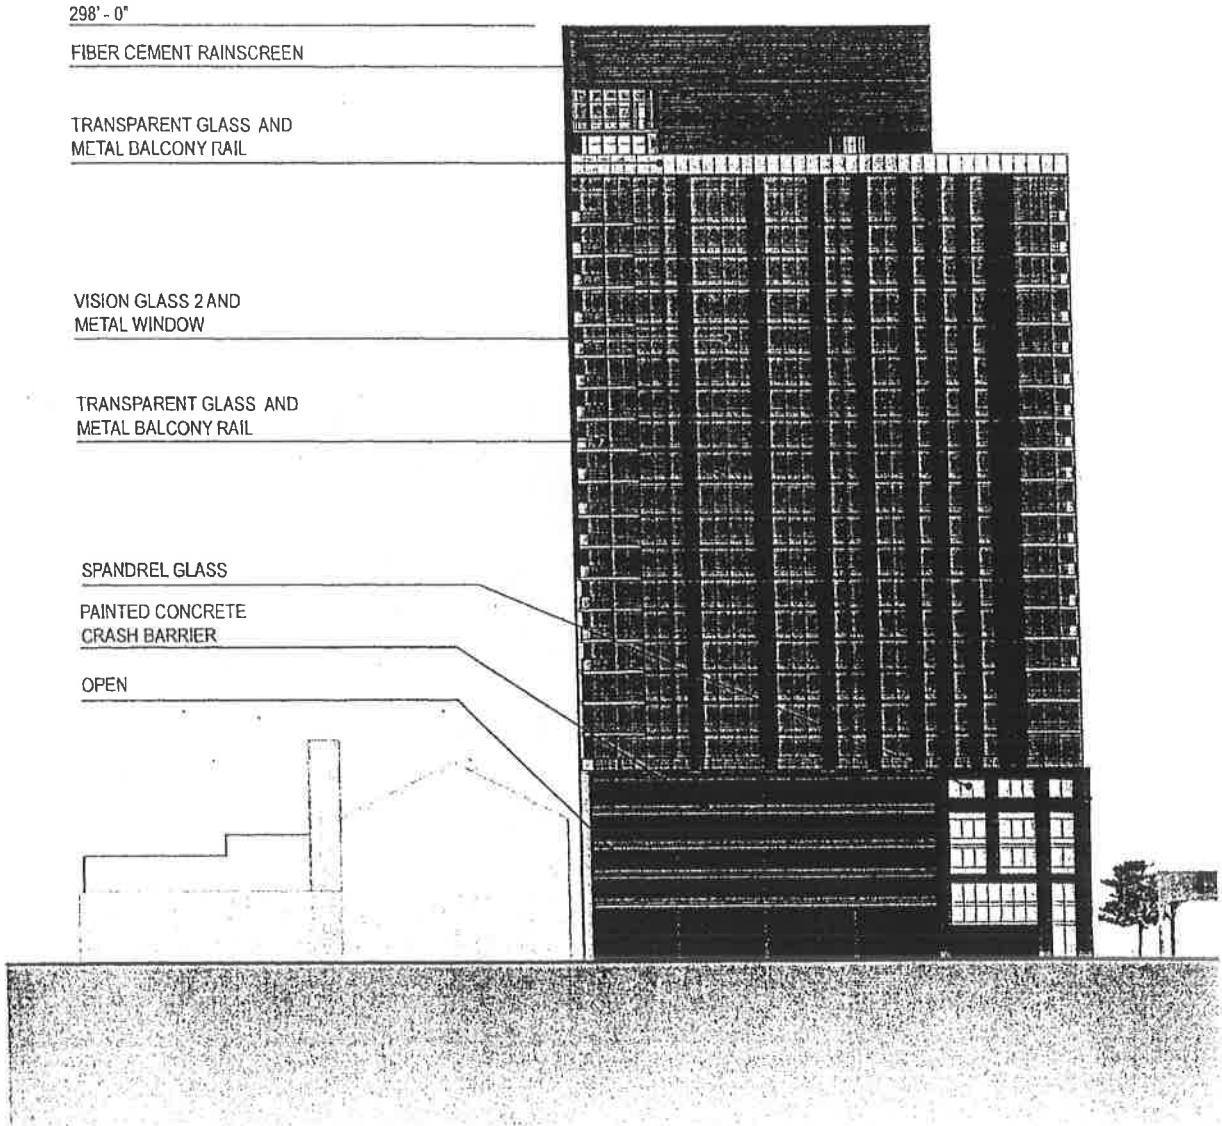 298' - 0"
FIBER CEMENT RAINSCREEN
TRANSPARENT GLASS AND
METAL BALCONY RAIL
VISION GLASS 2 AND
METAL WINDOW
TRANSPARENT GLASS AND
METAL BALCONY RAIL
SPANDREL GLASS
PAINTED CONCRETE
CRASH BARRIER
OPEN